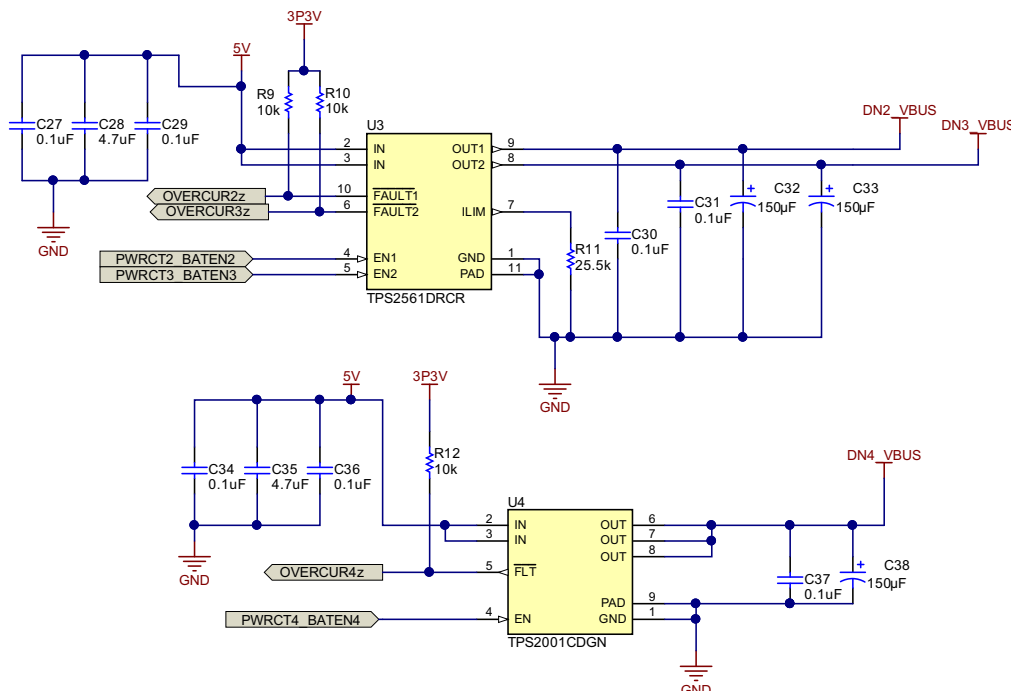 3P3V
5V
R9
10k
R10
10k
C27
0.1uF
C28
4.7uF
C29
0.1uF
GND
U3
2 IN OUT1 9
3 IN OUT2 8
10 FAULT1
6 FAULT2 ILIM 7
4 EN1 GND 1
5 EN2 PAD 11
TPS2561DRCR
OVERCUR2z
OVERCUR3z
PWRCT2_BATEN2
PWRCT3_BATEN3
DN2_VBUS
DN3_VBUS
R11
25.5k
C30
0.1uF
C31
0.1uF
+ C32
150µF
+ C33
150µF
GND
5V
3P3V
R12
10k
C34
0.1uF
C35
4.7uF
C36
0.1uF
GND
U4
2 IN OUT 6
3 IN OUT 7
OUT 8
5 FLT
PAD 9
4 EN GND 1
TPS2001CDGN
OVERCUR4z
PWRCT4_BATEN4
DN4_VBUS
C37
0.1uF
+ C38
150µF
GND